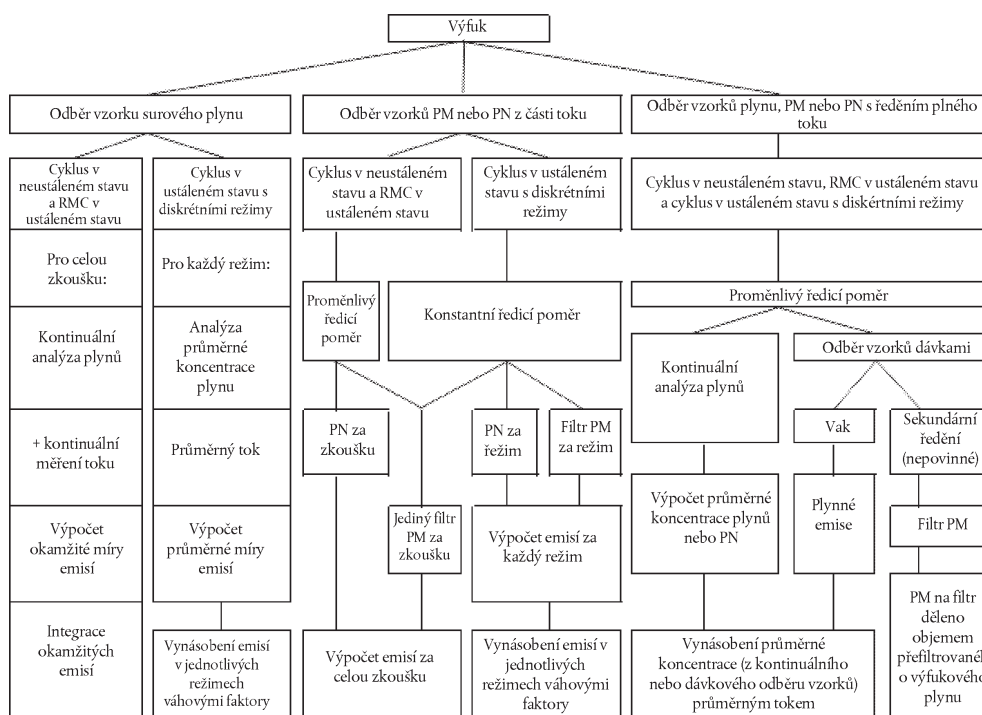 Výfuk
Odběr vzorku surového plynu
Odběr vzorků PM nebo PN z části toku
Odběr vzorků plynu, PM nebo PN s ředěním plného
toku
Cyklus v
neustáleném stavu
a RMC v
ustáleném stavu
Cyklus v
ustáleném stavu s
diskrétními režimy
Cyklus v neustáleném
stavu a RMC v
ustáleném stavu
Cyklus v ustáleném
stavu s diskrétními
režimy
Cyklus v neustáleném stavu, RMC v ustáleném stavu
a cyklus v ustáleném stavu s diskértními režimy
Pro celou
zkoušku:
Pro každý režim:
Proměnlivý
ředicí
poměr
Konstantní ředicí poměr
Proměnlivý ředicí poměr
Kontinuální
analýza plynů
Analýza
průměrné
koncentrace
plynu
Kontinuální
analýza plynů
Odběr vzorků dávkami
+ kontinuální
měření toku
Průměrný tok
PN za
zkoušku
PN za
řežim
Filtr PM
za režim
Vak
Sekundární
ředění
(nepovinné)
Výpočet
okamžité míry
emisí
Výpočet
průměrné míry
emisí
Jediný filtr
PM za
zkoušku
Výpočet emisí za
každý režim
Výpočet průměrné
koncentrace plynů
nebo PN
Plynné
emise
Filtr PM
Integrace
okamžitých
emisí
Vynásobení emisí
v jednotlivých
režimech
váhovými faktory
Výpočet emisí za
celou zkoušku
Vynásobení emisí v
jednotlivých
režimech váhovými
faktory
Vynásobení průměrné
koncentrace (z kontinuálního
nebo dávkového odběru vzorků)
průměrným tokem
PM na filtr
děleno
objemem
přefiltrovanéh
o výfukového
plynu